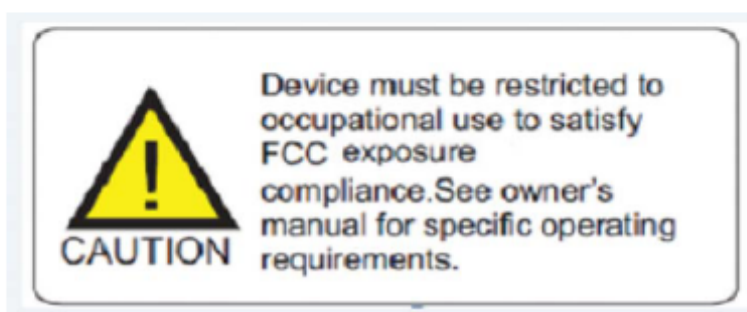 Device must be restricted to
occupational use to satisfy
FCC exposure
compliance.See owner's
manual for specific operating
requirements.
!
CAUTION